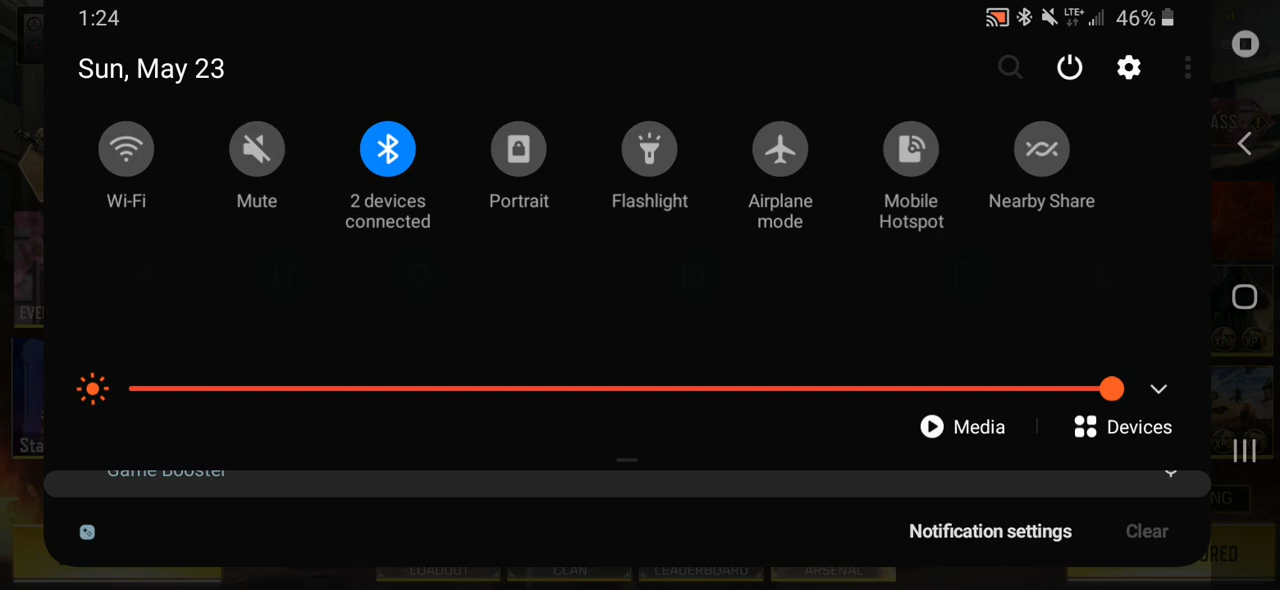 1:24
LTE+
46%
Sun, May 23
Wi-Fi
Mute
2 devices
connected
Portrait
Flashlight
Airplane
mode
Mobile
Hotspot
Nearby Share
Media
Devices
Game Booster
Notification settings
Clear
LOADOUT
CLAN
LEADERBOARD
ARSENAL